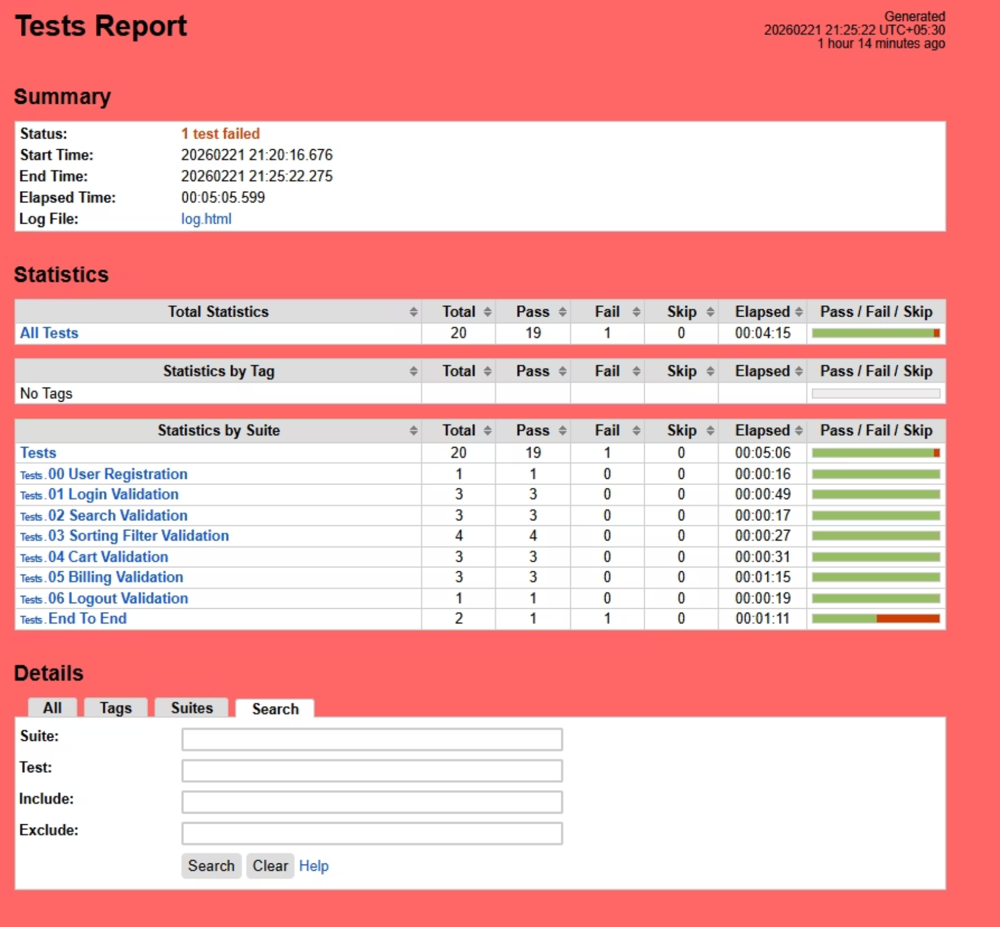 Tests Report
Generated
20260221 21:25:22 UTC+05:30
1 hour 14 minutes ago
Summary
Status: 1 test failed
Start Time: 20260221 21:20:16.676
End Time: 20260221 21:25:22.275
Elapsed Time: 00:05:05.599
Log File: log.html
Statistics
Total Statistics Total Pass Fail Skip Elapsed Pass / Fail / Skip
All Tests 20 19 1 0 00:04:15
Statistics by Tag Total Pass Fail Skip Elapsed Pass / Fail / Skip
No Tags
Statistics by Suite Total Pass Fail Skip Elapsed Pass / Fail / Skip
Tests 20 19 1 0 00:05:06
Tests. 00 User Registration 1 1 0 0 00:00:16
Tests. 01 Login Validation 3 3 0 0 00:00:49
Tests. 02 Search Validation 3 3 0 0 00:00:17
Tests. 03 Sorting Filter Validation 4 4 0 0 00:00:27
Tests. 04 Cart Validation 3 3 0 0 00:00:31
Tests. 05 Billing Validation 3 3 0 0 00:01:15
Tests. 06 Logout Validation 1 1 0 0 00:00:19
Tests. End To End 2 1 1 0 00:01:11
Details
All Tags Suites Search
Suite:
Test:
Include:
Exclude:
Search Clear Help